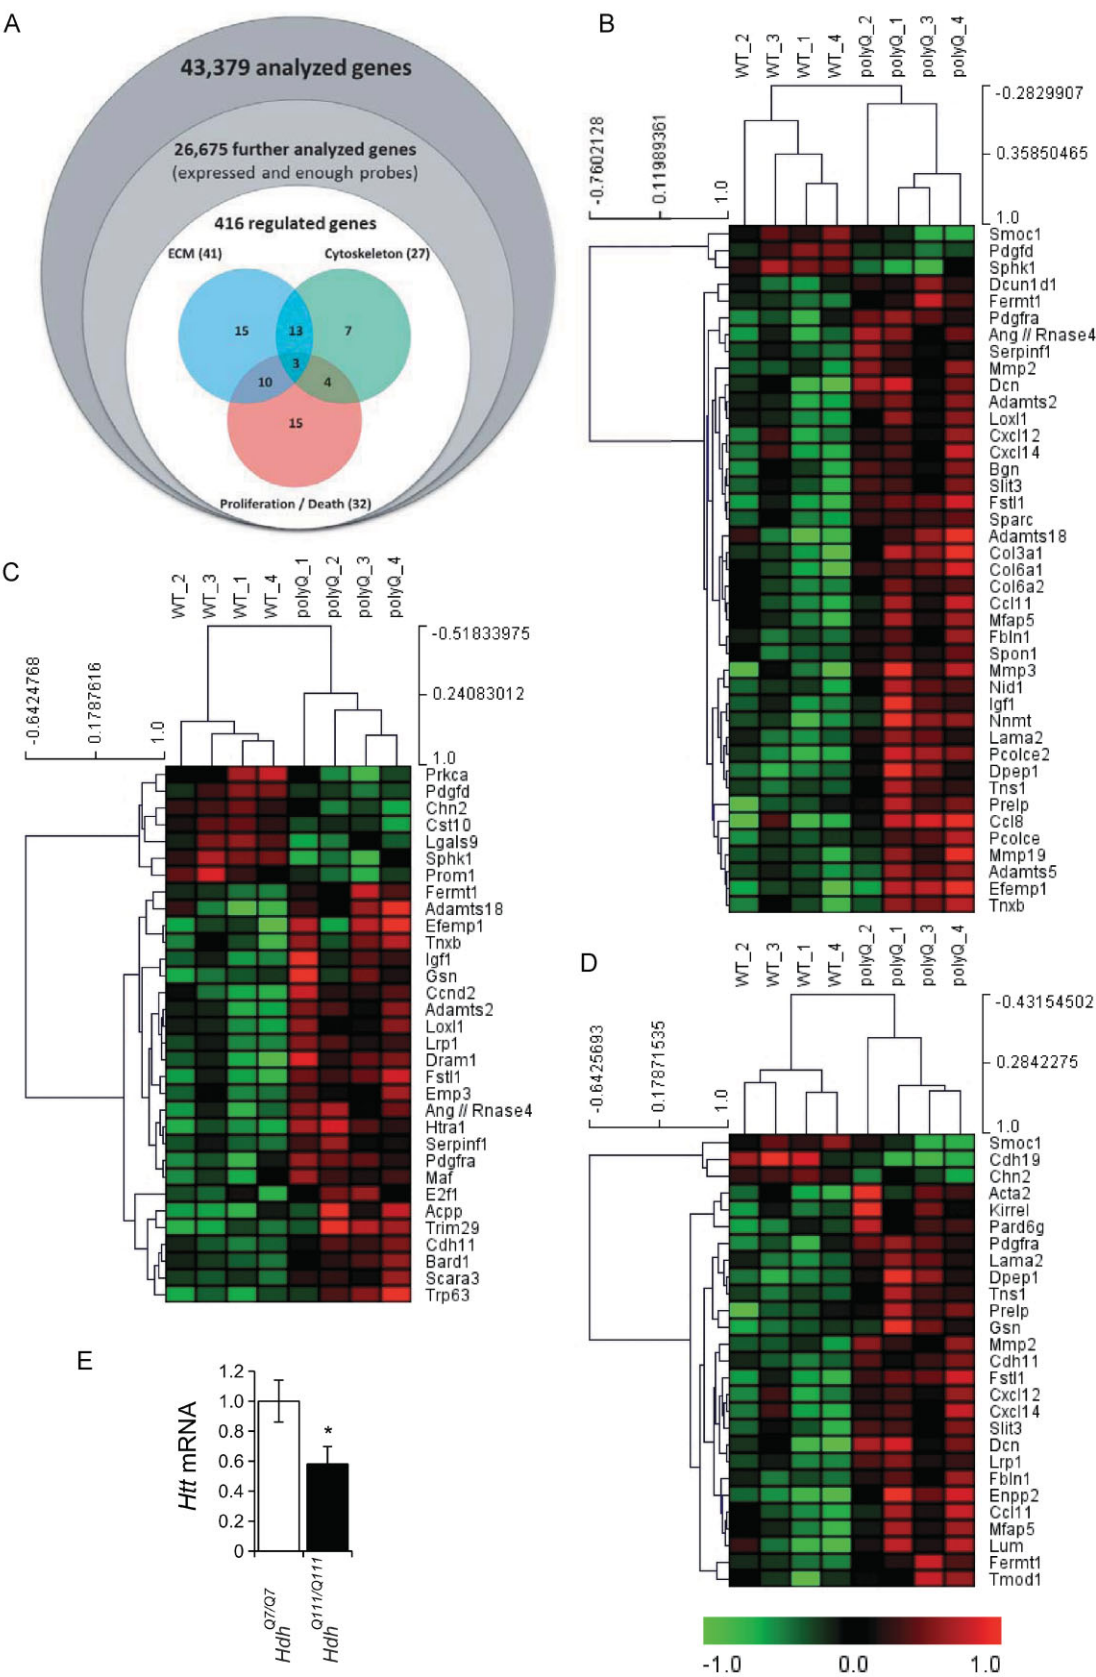 A
43,379 analyzed genes
26,675 further analyzed genes
(expressed and enough probes)
416 regulated genes
ECM (41)
Cytoskeleton (27)
15
13
7
3
10
4
15
Proliferation / Death (32)
B
WT_2
WT_3
WT_1
WT_4
polyQ_2
polyQ_1
polyQ_3
polyQ_4
-0.2829907
0.35850465
1.0
-0.7602128
0.11989361
1.0
Smoc1
Pdgfd
Sphk1
Dcun1d1
Fermt1
Pdgfra
Ang // Rnase4
Serpinf1
Mmp2
Dcn
Adamts2
Loxl1
Cxcl12
Cxcl14
Bgn
Slit3
Fstl1
Sparc
Adamts18
Col3a1
Col6a1
Col6a2
Ccl11
Mfap5
Fbln1
Spon1
Mmp3
Nid1
Igf1
Nnmt
Lama2
Pcolce2
Dpep1
Tns1
Prelp
Ccl8
Pcolce
Mmp19
Adamts5
Efemp1
Tnxb
C
WT_2
WT_3
WT_1
WT_4
polyQ_1
polyQ_2
polyQ_3
polyQ_4
-0.51833975
0.24083012
1.0
-0.6424768
0.1787616
1.0
Prkca
Pdgfd
Chn2
Cst10
Lgals9
Sphk1
Prom1
Fermt1
Adamts18
Efemp1
Tnxb
Igf1
Gsn
Ccnd2
Adamts2
Loxl1
Lrp1
Dram1
Fstl1
Emp3
Ang // Rnase4
Htra1
Serpinf1
Pdgfra
Maf
E2f1
Acpp
Trim29
Cdh11
Bard1
Scara3
Trp63
D
WT_2
WT_3
WT_1
WT_4
polyQ_2
polyQ_1
polyQ_3
polyQ_4
-0.43154502
0.2842275
1.0
-0.6425693
0.17871535
1.0
Smoc1
Cdh19
Chn2
Acta2
Kirrel
Pard6g
Pdgfra
Lama2
Dpep1
Tns1
Prelp
Gsn
Mmp2
Cdh11
Fstl1
Cxcl12
Cxcl14
Slit3
Dcn
Lrp1
Fbln1
Enpp2
Ccl11
Mfap5
Lum
Fermt1
Tmod1
-1.0
0.0
1.0
E
Htt mRNA
1.2
1.0
0.8
0.6
0.4
0.2
0
*
Hdh Q7/Q7
Hdh Q111/Q111